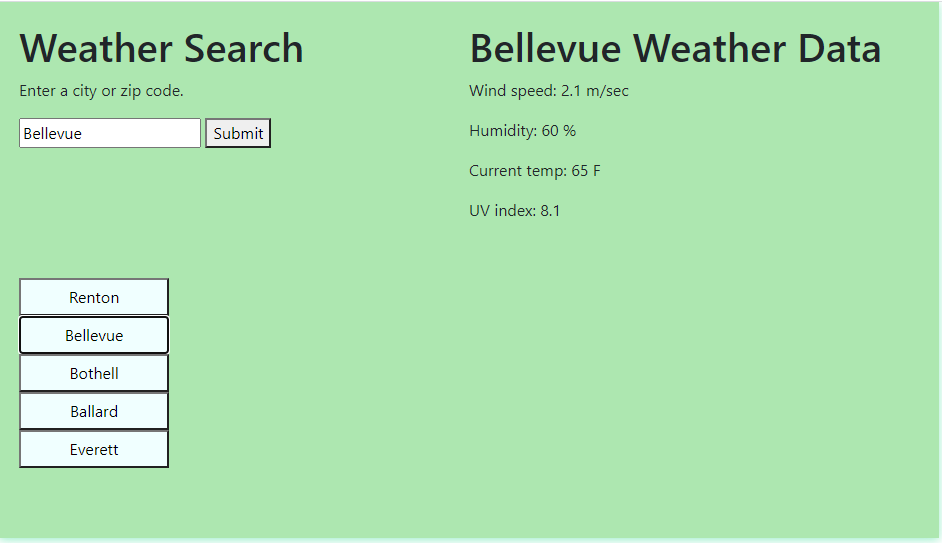 Weather Search
Enter a city or zip code.
Bellevue Submit
Renton
Bellevue
Bothell
Ballard
Everett
Bellevue Weather Data
Wind speed: 2.1 m/sec
Humidity: 60 %
Current temp: 65 F
UV index: 8.1